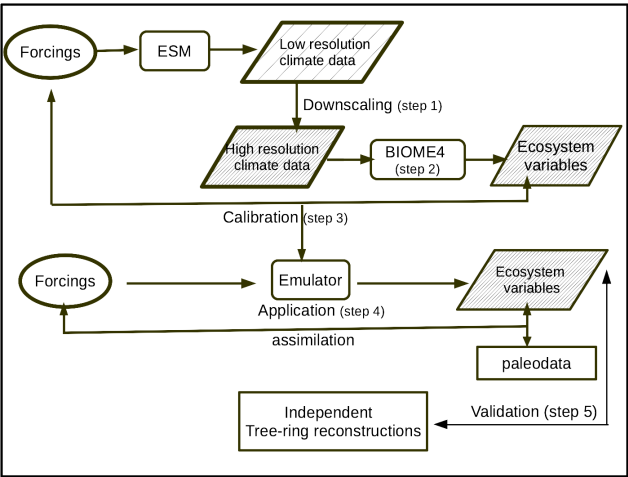 Forcings
ESM
Low resolution
climate data
Downscaling (step 1)
High resolution
climate data
BIOME4
(step 2)
Ecosystem
variables
Calibration (step 3)
Forcings
Emulator
Ecosystem
variables
Application (step 4)
assimilation
paleodata
Independent
Tree-ring reconstructions
Validation (step 5)